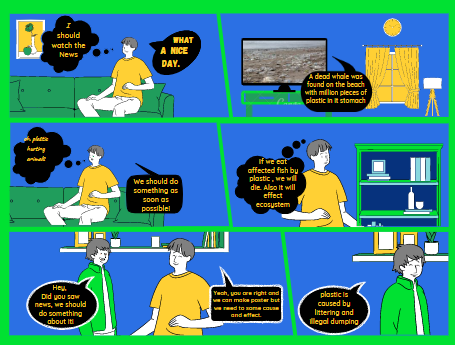 I
should
watch the
News
WHAT
A NICE
DAY.
A dead whale was
found on the beach
with million pieces of
plastic in it stomach
oh, plastic
hurting
animals
We should do
something as
soon as
possible!
If we eat
affected fish by
plastic , we will
die. Also it will
effect
ecosystem
Hey,
Did you saw
news, we should
do something
about it!
Yeah, you are right and
we can make poster but
we need to some cause
and effect.
plastic is
caused by
littering and
illegal dumping